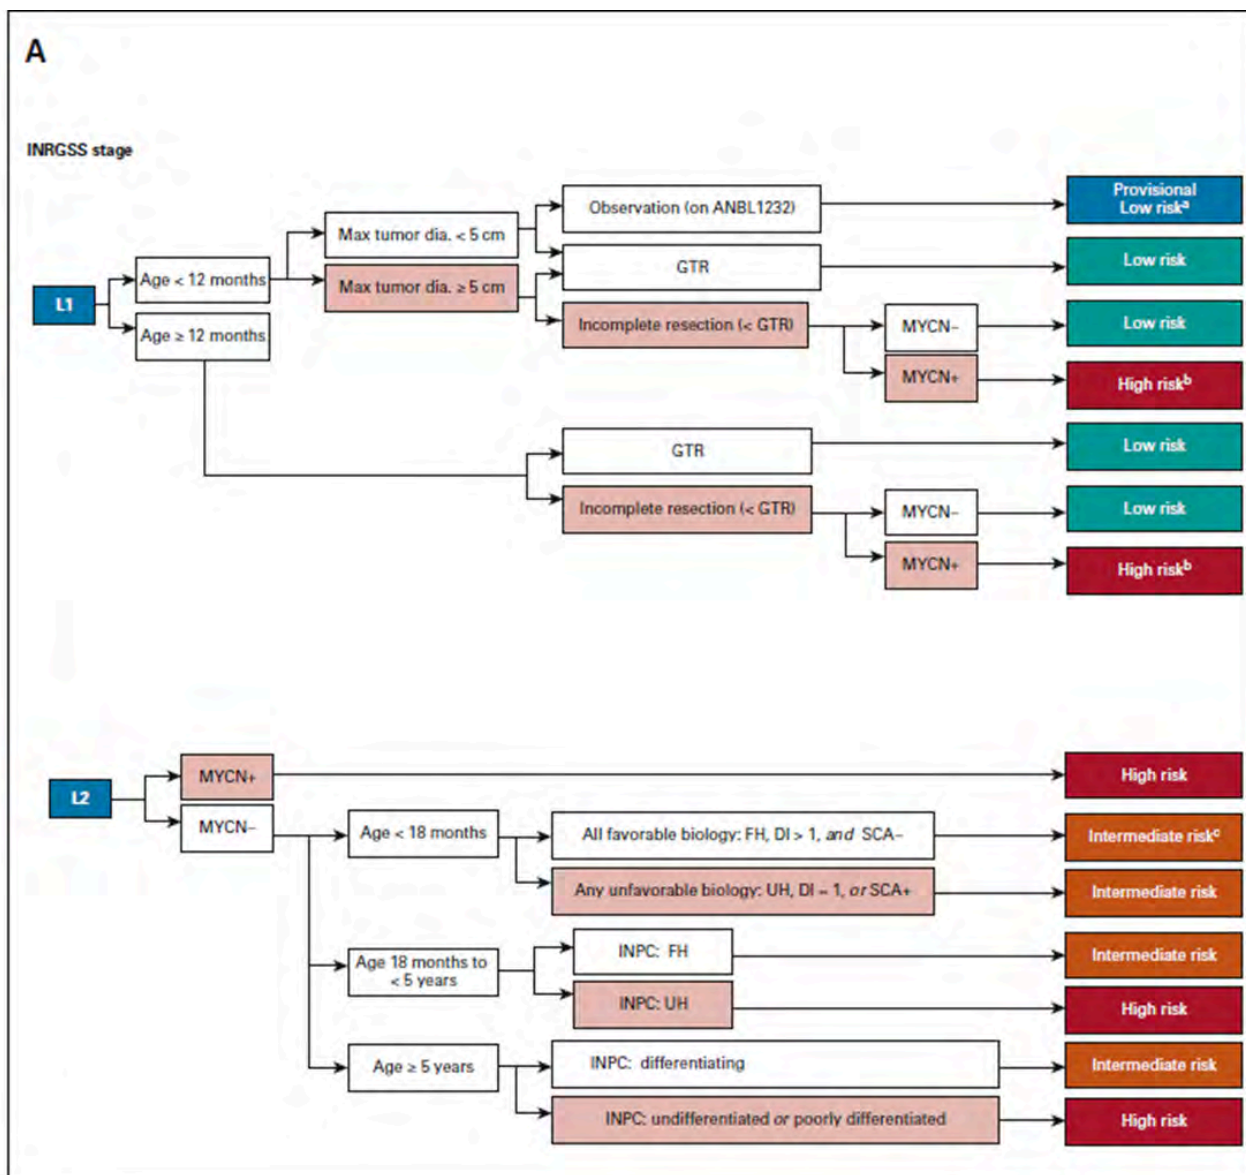 A
INRGSS stage
Observation (on ANBL1232)
Provisional
Low riskᵃ
Max tumor dia. < 5 cm
GTR
Low risk
Age < 12 months
Max tumor dia. ≥ 5 cm
L1
Age ≥ 12 months
Incomplete resection (< GTR)
MYCN–
Low risk
MYCN+
High riskᵇ
GTR
Low risk
Incomplete resection (< GTR)
MYCN–
Low risk
MYCN+
High riskᵇ
MYCN+
High risk
L2
MYCN–
Age < 18 months
All favorable biology: FH, DI > 1, and SCA–
Intermediate riskᶜ
Any unfavorable biology: UH, DI – 1, or SCA+
Intermediate risk
Age 18 months to
< 5 years
INPC: FH
Intermediate risk
INPC: UH
High risk
Age ≥ 5 years
INPC: differentiating
Intermediate risk
INPC: undifferentiated or poorly differentiated
High risk